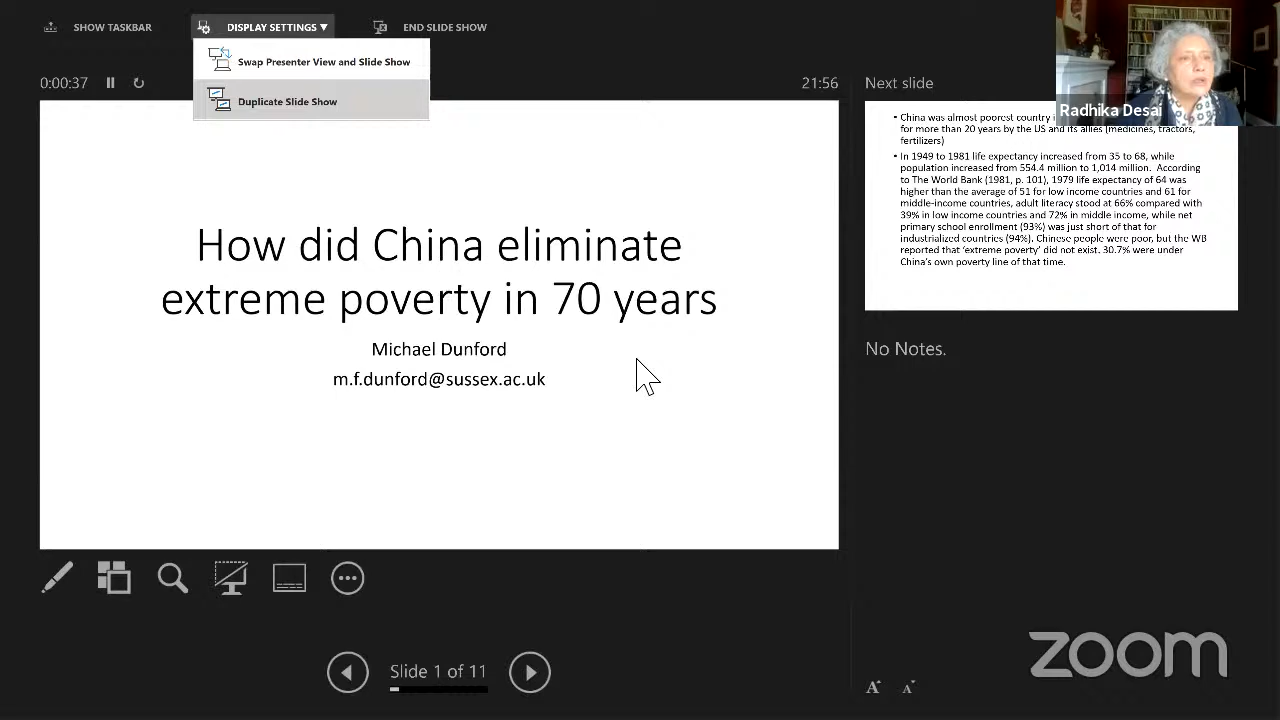 SHOW TASKBAR
DISPLAY SETTINGS ▼
END SLIDE SHOW
Swap Presenter View and Slide Show
Duplicate Slide Show
0:00:37
21:56
Next slide
Radhika Desai
How did China eliminate
extreme poverty in 70 years
Michael Dunford
m.f.dunford@sussex.ac.uk
• China was almost poorest country
for more than 20 years by the US and its allies (medicines, tractors,
fertilizers)
• In 1949 to 1981 life expectancy increased from 35 to 68, while
population increased from 554.4 million to 1,014 million. According
to The World Bank (1981, p. 101), 1979 life expectancy of 64 was
higher than the average of 51 for low income countries and 61 for
middle-income countries, adult literacy stood at 66% compared with
39% in low income countries and 72% in middle income, while net
primary school enrollment (93%) was just short of that for
industrialized countries (94%). Chinese people were poor, but the WB
reported that ‘extreme poverty’ did not exist. 30.7% were under
China's own poverty line of that time.
No Notes.
Slide 1 of 11
A A
zoom